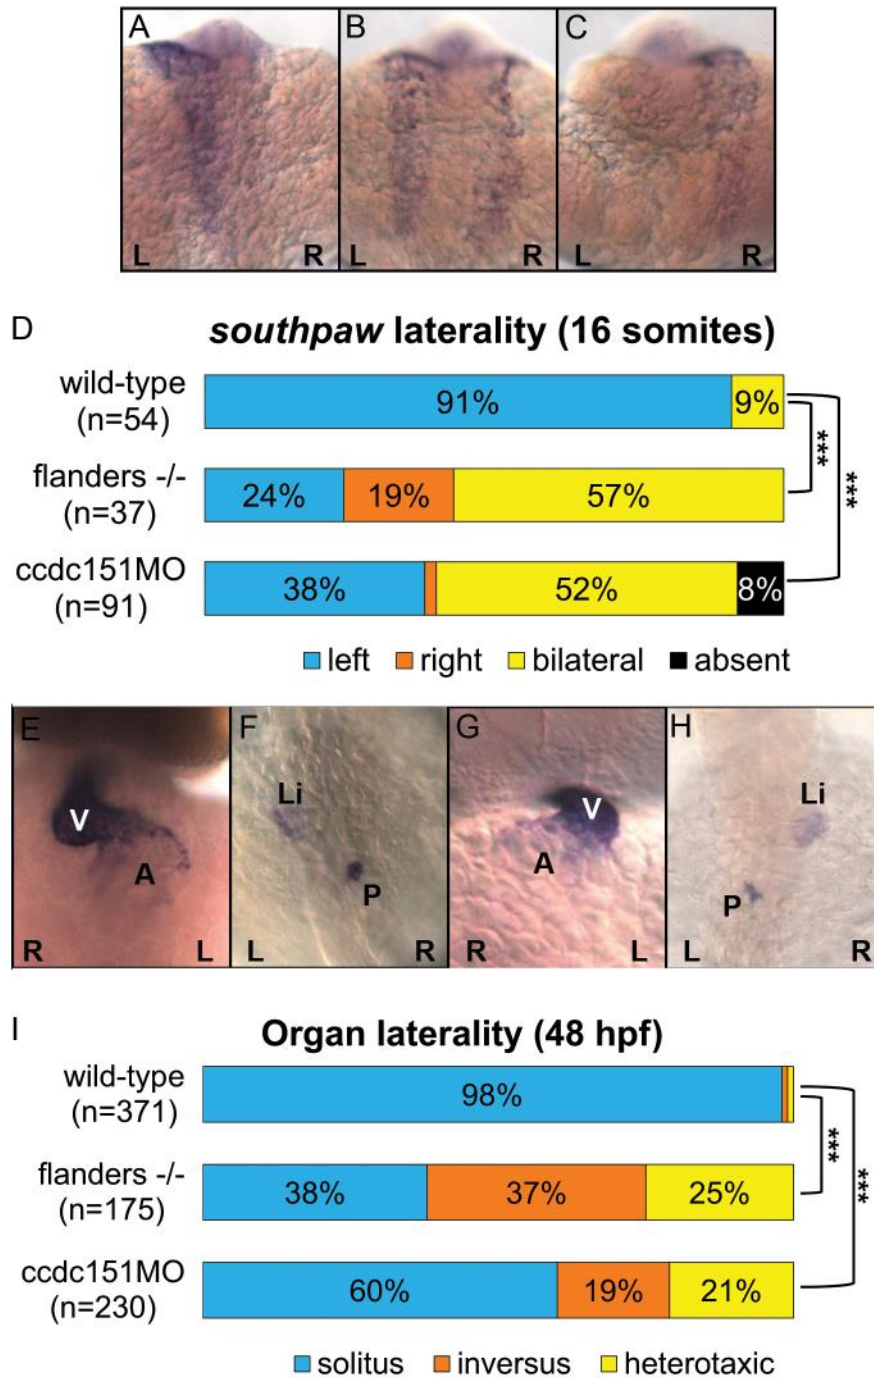 A B C
L R L R L R
D southpaw laterality (16 somites)
wild-type
(n=54)
91% 9%
***
flanders -/-
(n=37)
24% 19% 57%
***
ccdc151MO
(n=91)
38% 52% 8%
left right bilateral absent
E F G H
V Li V Li
A P A P
R L L R R L L R
I Organ laterality (48 hpf)
wild-type
(n=371)
98%
***
flanders -/-
(n=175)
38% 37% 25%
***
ccdc151MO
(n=230)
60% 19% 21%
solitus inversus heterotaxic